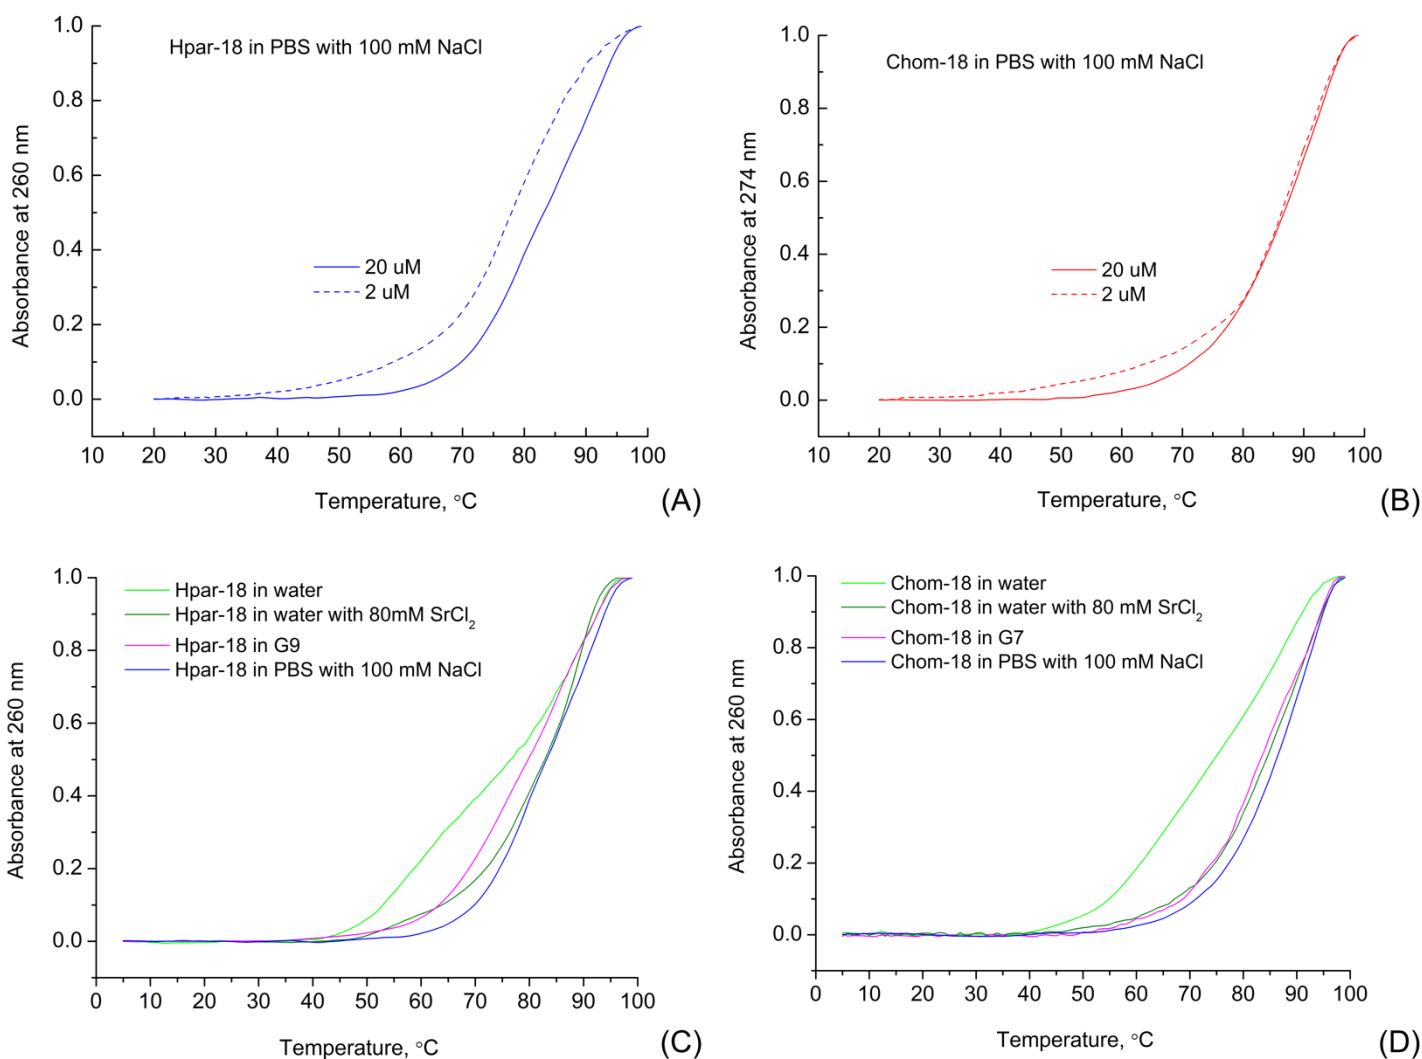 Hpar-18 in PBS with 100 mM NaCl
Absorbance at 260 nm
1.0
0.8
0.6
0.4
0.2
0.0
20 uM
2 uM
10 20 30 40 50 60 70 80 90 100
Temperature, °C
(A)
Chom-18 in PBS with 100 mM NaCl
Absorbance at 274 nm
1.0
0.8
0.6
0.4
0.2
0.0
20 uM
2 uM
10 20 30 40 50 60 70 80 90 100
Temperature, °C
(B)
Hpar-18 in water
Hpar-18 in water with 80mM SrCl₂
Hpar-18 in G9
Hpar-18 in PBS with 100 mM NaCl
Absorbance at 260 nm
1.0
0.8
0.6
0.4
0.2
0.0
0 10 20 30 40 50 60 70 80 90 100
Temperature, °C
(C)
Chom-18 in water
Chom-18 in water with 80 mM SrCl₂
Chom-18 in G7
Chom-18 in PBS with 100 mM NaCl
Absorbance at 260 nm
1.0
0.8
0.6
0.4
0.2
0.0
0 10 20 30 40 50 60 70 80 90 100
Temperature, °C
(D)